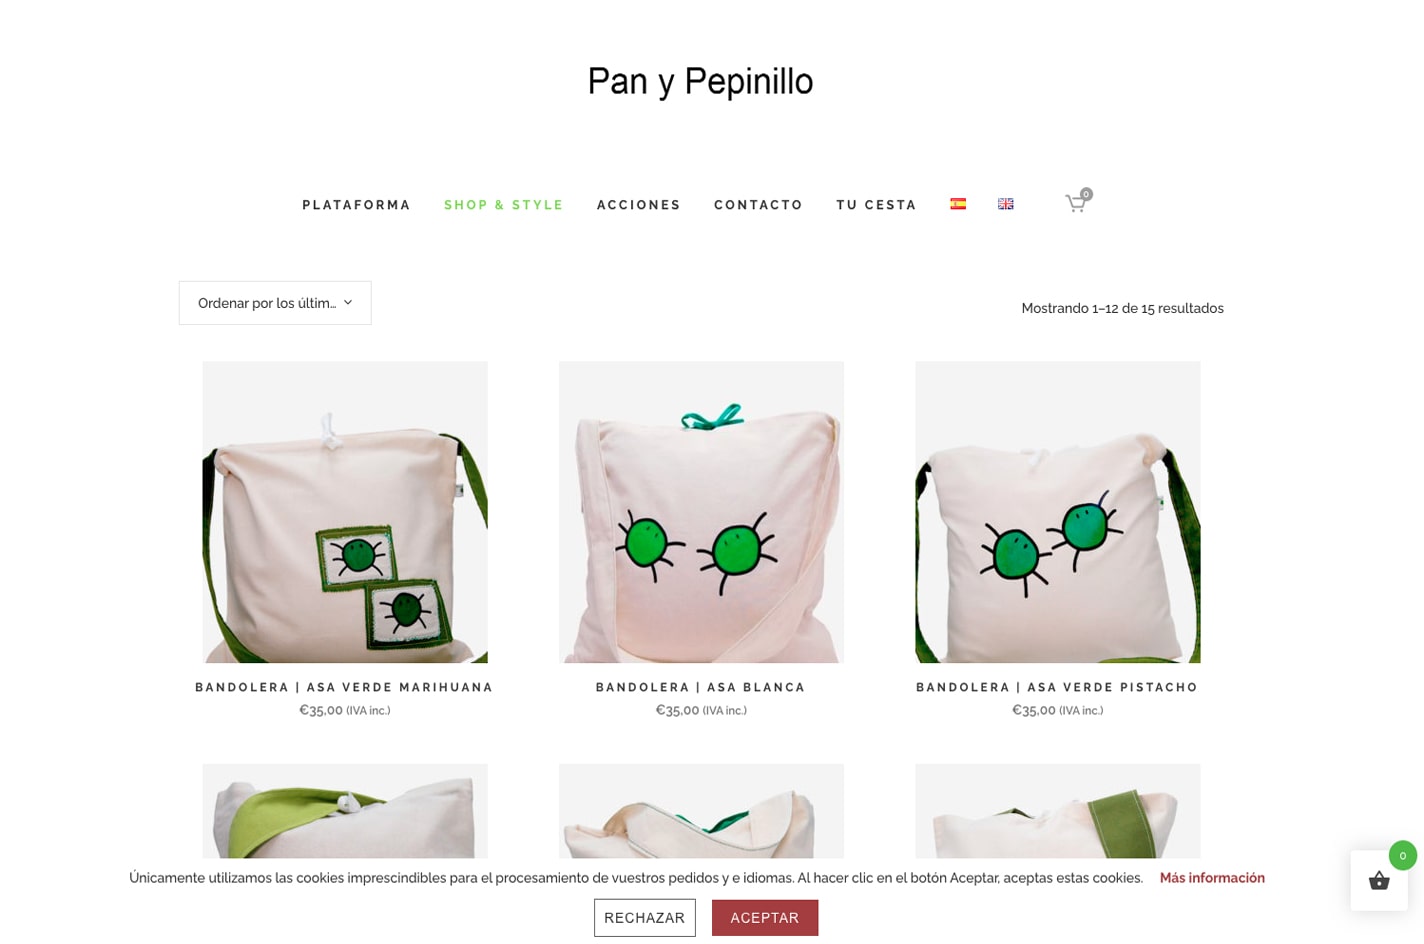 Pan y Pepinillo
PLATAFORMA SHOP & STYLE ACCIONES CONTACTO TU CESTA 0
Ordenar por los últim...
Mostrando 1–12 de 15 resultados
BANDOLERA | ASA VERDE MARIHUANA
€35,00 (IVA inc.)
BANDOLERA | ASA BLANCA
€35,00 (IVA inc.)
BANDOLERA | ASA VERDE PISTACHO
€35,00 (IVA inc.)
0
Únicamente utilizamos las cookies imprescindibles para el procesamiento de vuestros pedidos y e idiomas. Al hacer clic en el botón Aceptar, aceptas estas cookies. Más información
RECHAZAR ACEPTAR